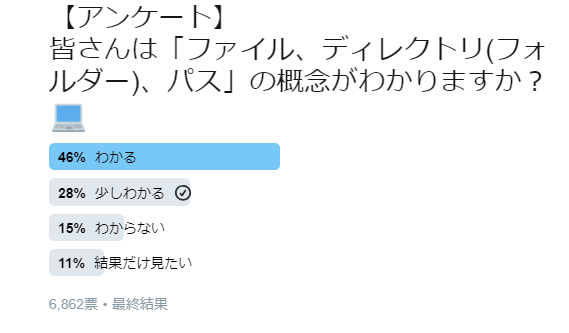 【アンケート】
皆さんは「ファイル、ディレクトリ(フォ
ルダー)、パス」の概念がわかりますか？
46% わかる
28% 少しわかる
15% わからない
11% 結果だけ見たい
6,862票・最終結果